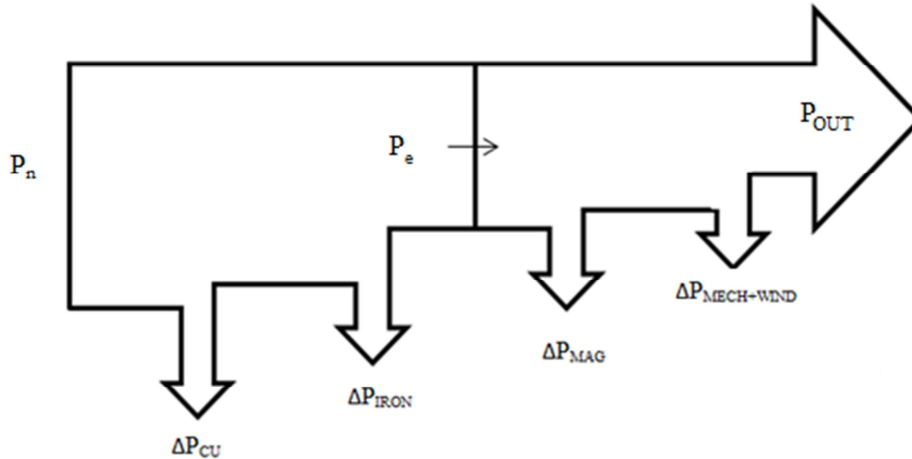 P_OUT
P_e
P_n
ΔP_MECH+WIND
ΔP_MAG
ΔP_IRON
ΔP_CU